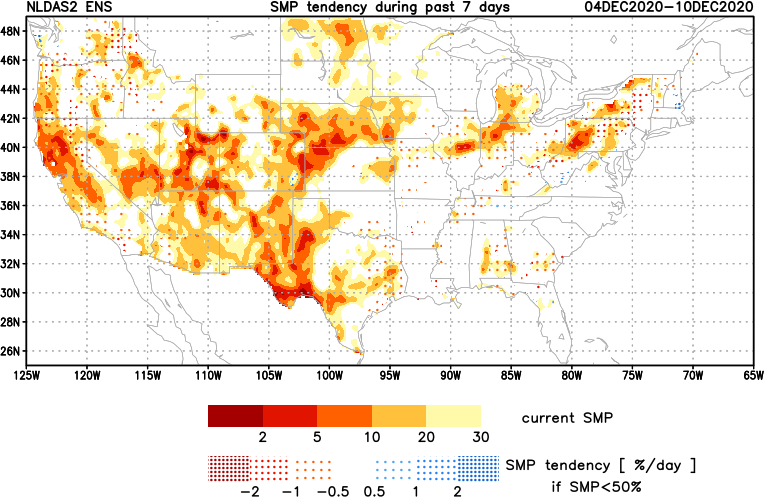 NLDAS2 ENS SMP tendency during past 7 days 04DEC2020-10DEC2020
48N
46N
44N
42N
40N
38N
36N
34N
32N
30N
28N
26N
125W 120W 115W 110W 105W 100W 95W 90W 85W 80W 75W 70W 65W
current SMP
2 5 10 20 30
SMP tendency [ %/day ]
-2 -1 -0.5 0.5 1 2 if SMP<50%